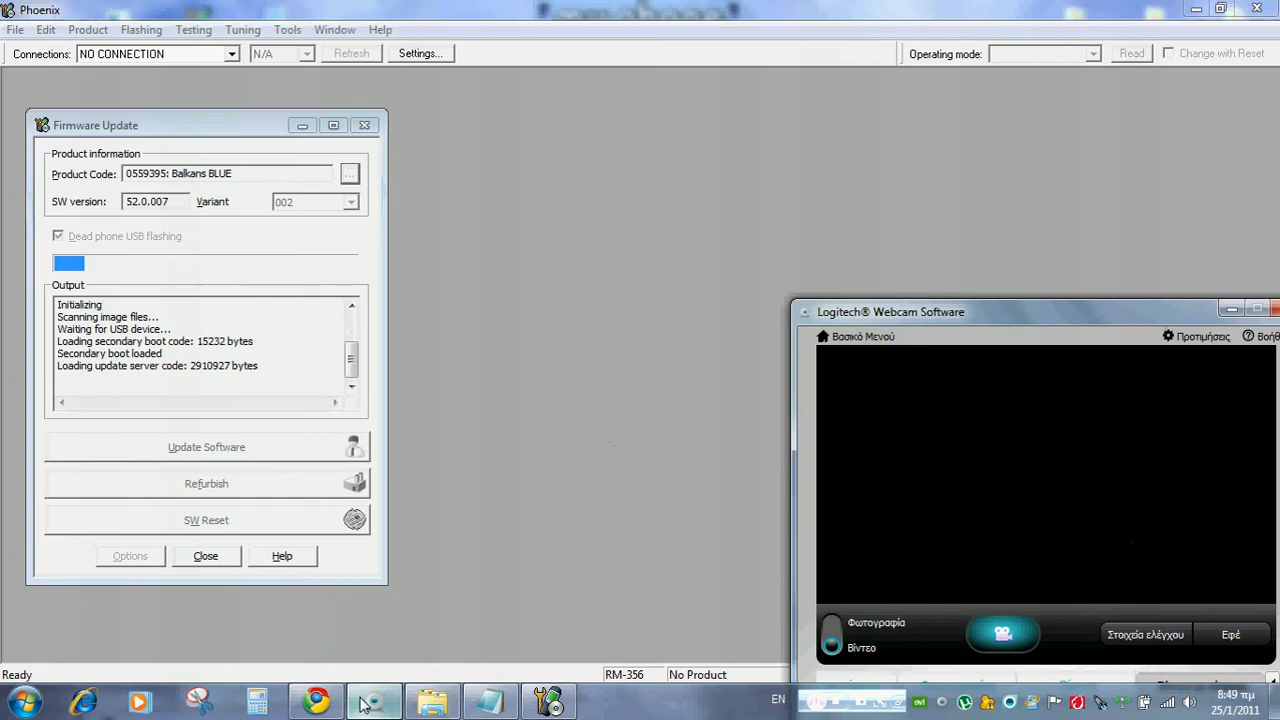 Phoenix
File Edit Product Flashing Testing Tuning Tools Window Help
Connections: NO CONNECTION N/A Refresh Settings... Operating mode: Read Change with Reset
Firmware Update
Product information
Product Code: 0559395: Balkans BLUE ...
SW version: 52.0.007 Variant 002
Dead phone USB flashing
Output
Initializing
Scanning image files...
Waiting for USB device...
Loading secondary boot code: 15232 bytes
Secondary boot loaded
Loading update server code: 2910927 bytes
Update Software
Refurbish
SW Reset
Options Close Help
Logitech® Webcam Software
Βασικό Μενού Προτιμήσεις Βοήθ
Φωτογραφία
Βίντεο
Στοιχεία ελέγχου Εφέ
Ready RM-356 No Product
EN ovi 8:49 πμ
25/1/2011